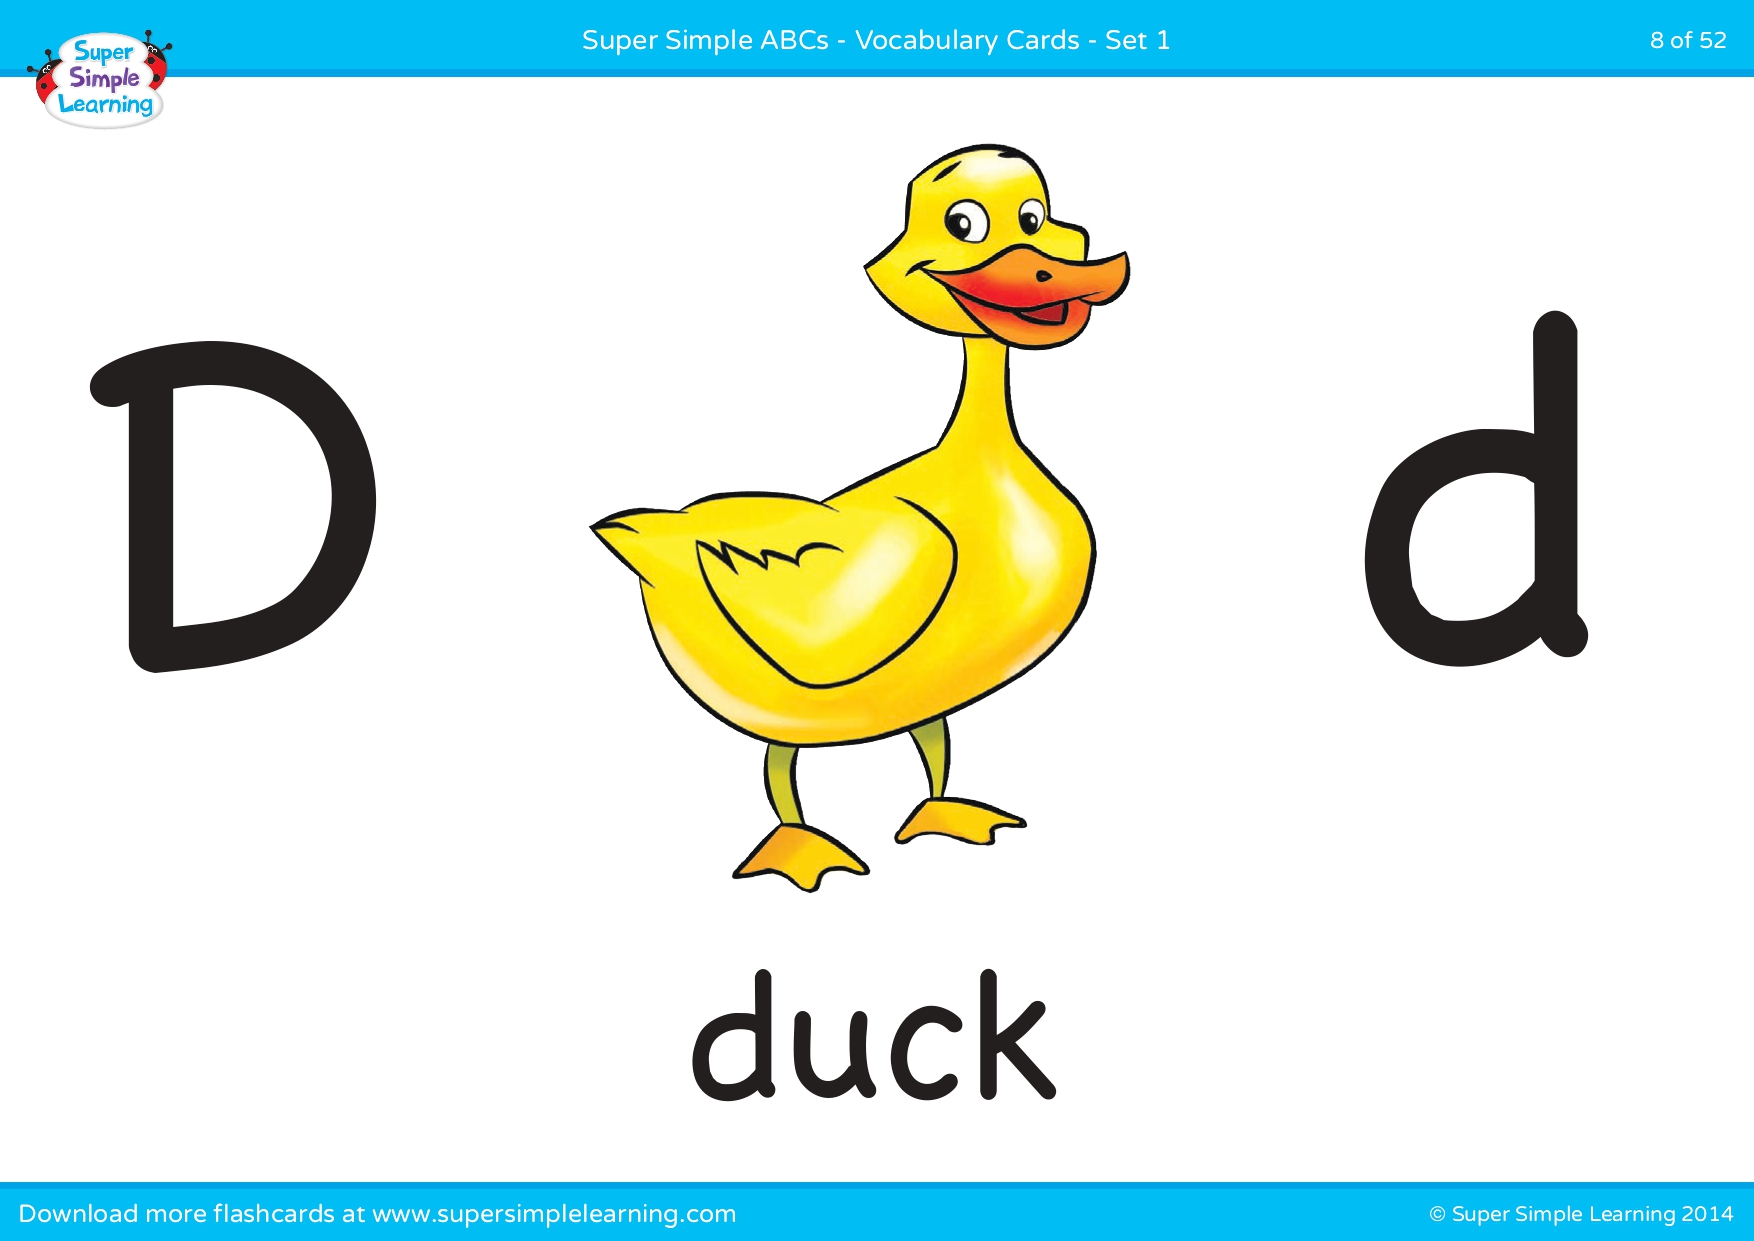 Super Simple ABCs - Vocabulary Cards - Set 1
8 of 52
Super
Simple
Learning
D
d
duck
Download more flashcards at www.supersimplelearning.com
© Super Simple Learning 2014